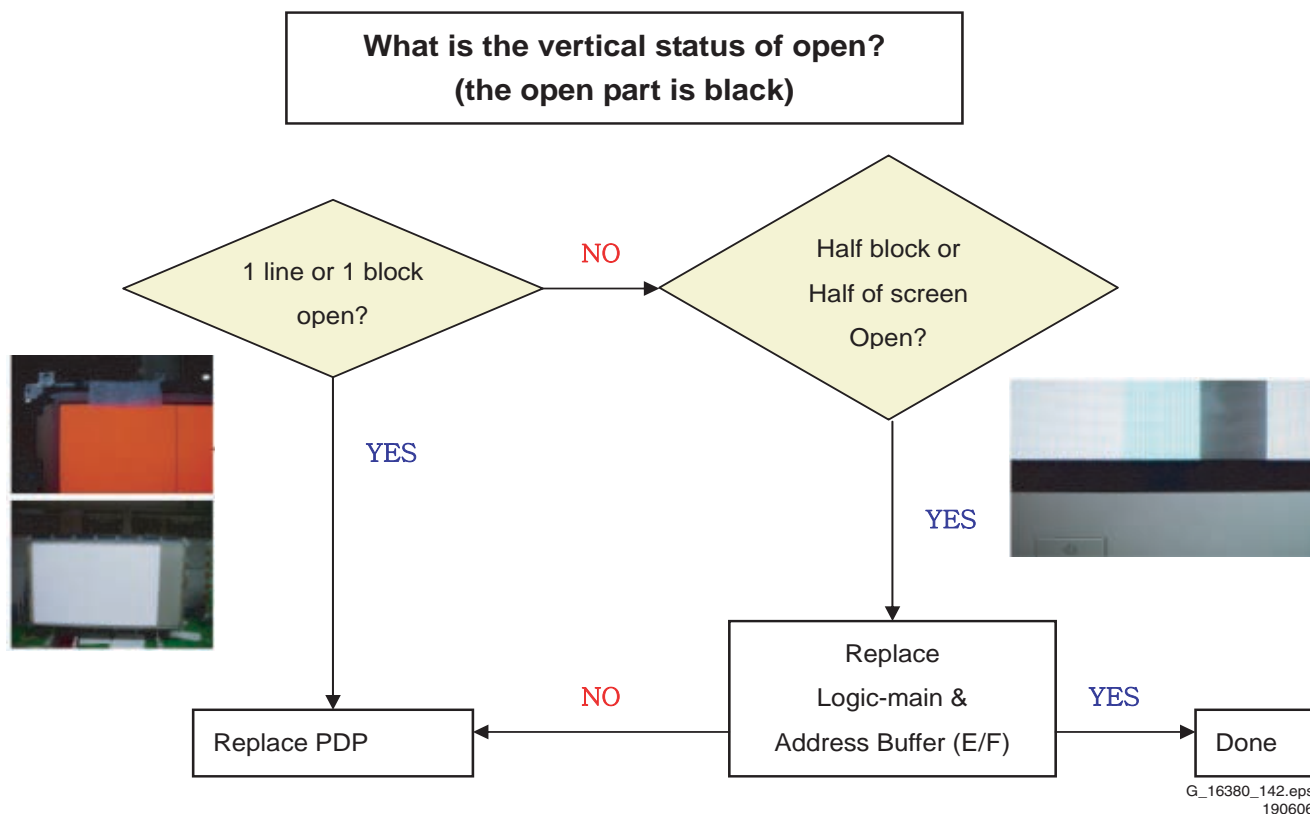 What is the vertical status of open?
(the open part is black)
1 line or 1 block
open?
NO
Half block or
Half of screen
Open?
YES
YES
Replace
Logic-main &
Address Buffer (E/F)
NO
YES
Replace PDP
Done
G_16380_142.eps
190606